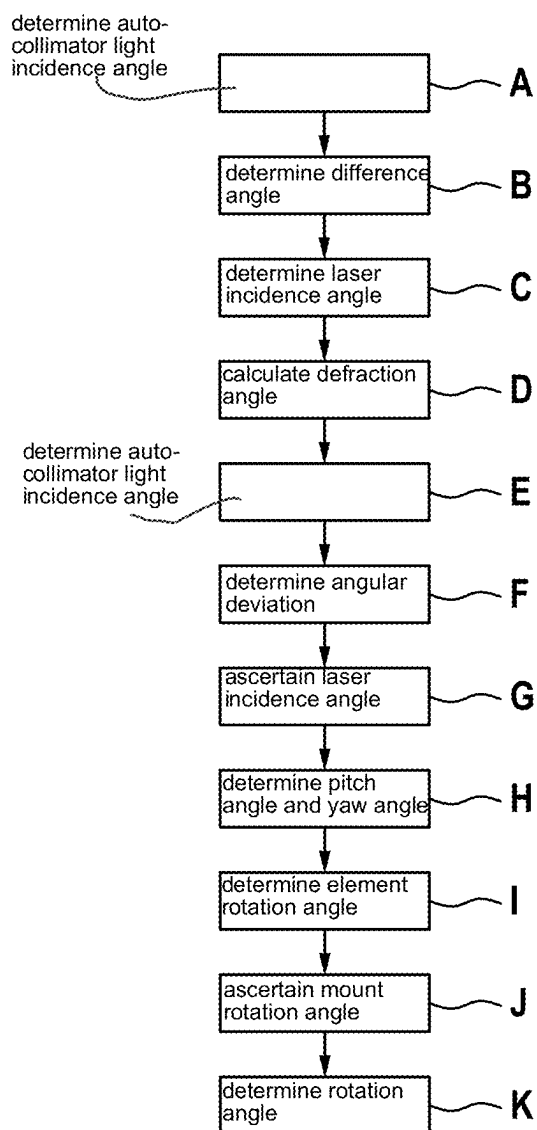 determine auto-
collimator light
incidence angle
A
determine difference
angle
B
determine laser
incidence angle
C
calculate defraction
angle
D
determine auto-
collimator light
incidence angle
E
determine angular
deviation
F
ascertain laser
incidence angle
G
determine pitch
angle and yaw angle
H
determine element
rotation angle
I
ascertain mount
rotation angle
J
determine rotation
angle
K